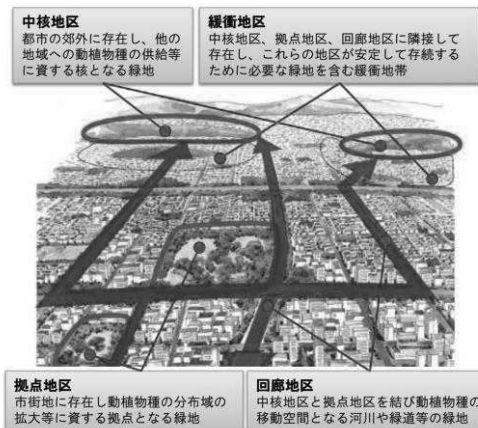 中核地区
都市の郊外に存在し、他の
地域への動植物種の供給等
に資する核となる緑地
緩衝地区
中核地区、拠点地区、回廊地区に隣接して
存在し、これらの地区が安定して存続する
ために必要な緑地を含む緩衝地帯
拠点地区
市街地に存在し動植物種の分布域の
拡大等に資する拠点となる緑地
回廊地区
中核地区と拠点地区を結び動植物種の
移動空間となる河川や緑道等の緑地